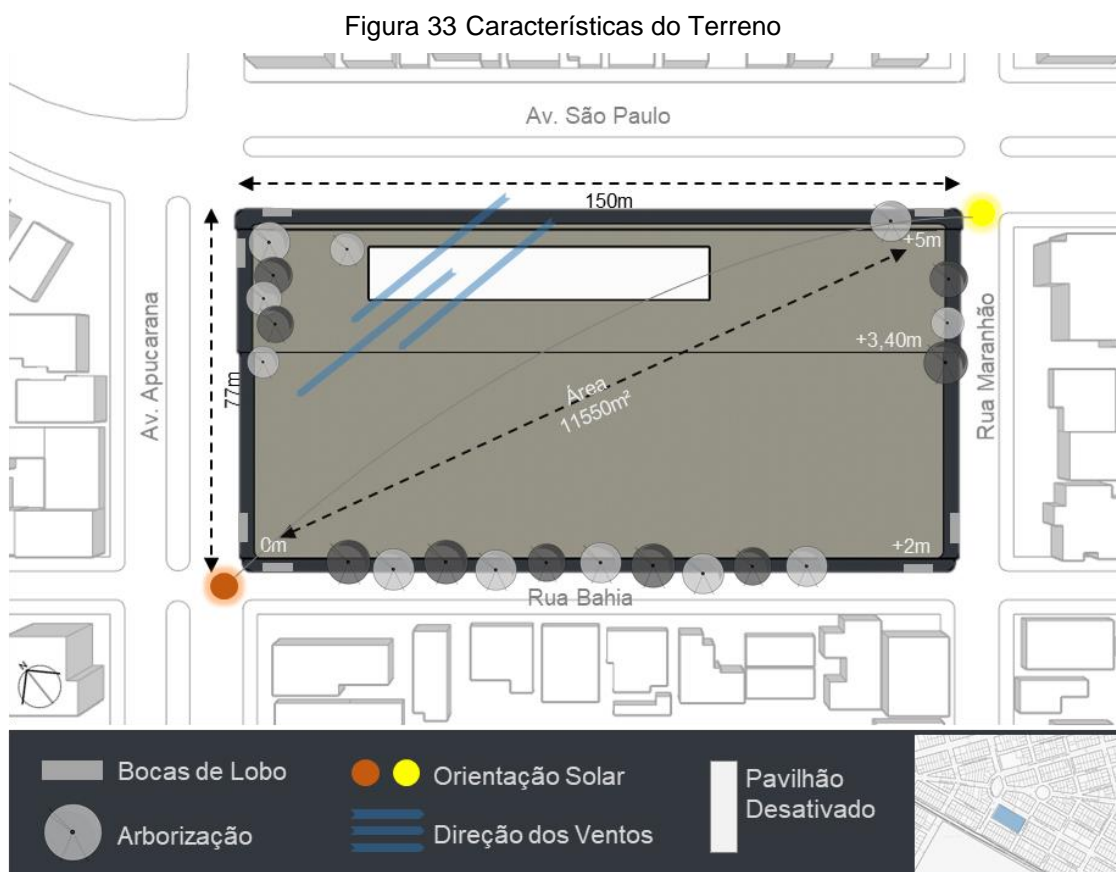 Figura 33 Características do Terreno
Av. São Paulo
150m
+5m
Av. Apucarana
77m
+3,40m
Rua Maranhão
Área
11550m²
0m
+2m
Rua Bahia
N
Bocas de Lobo
Orientação Solar
Pavilhão
Desativado
Arborização
Direção dos Ventos